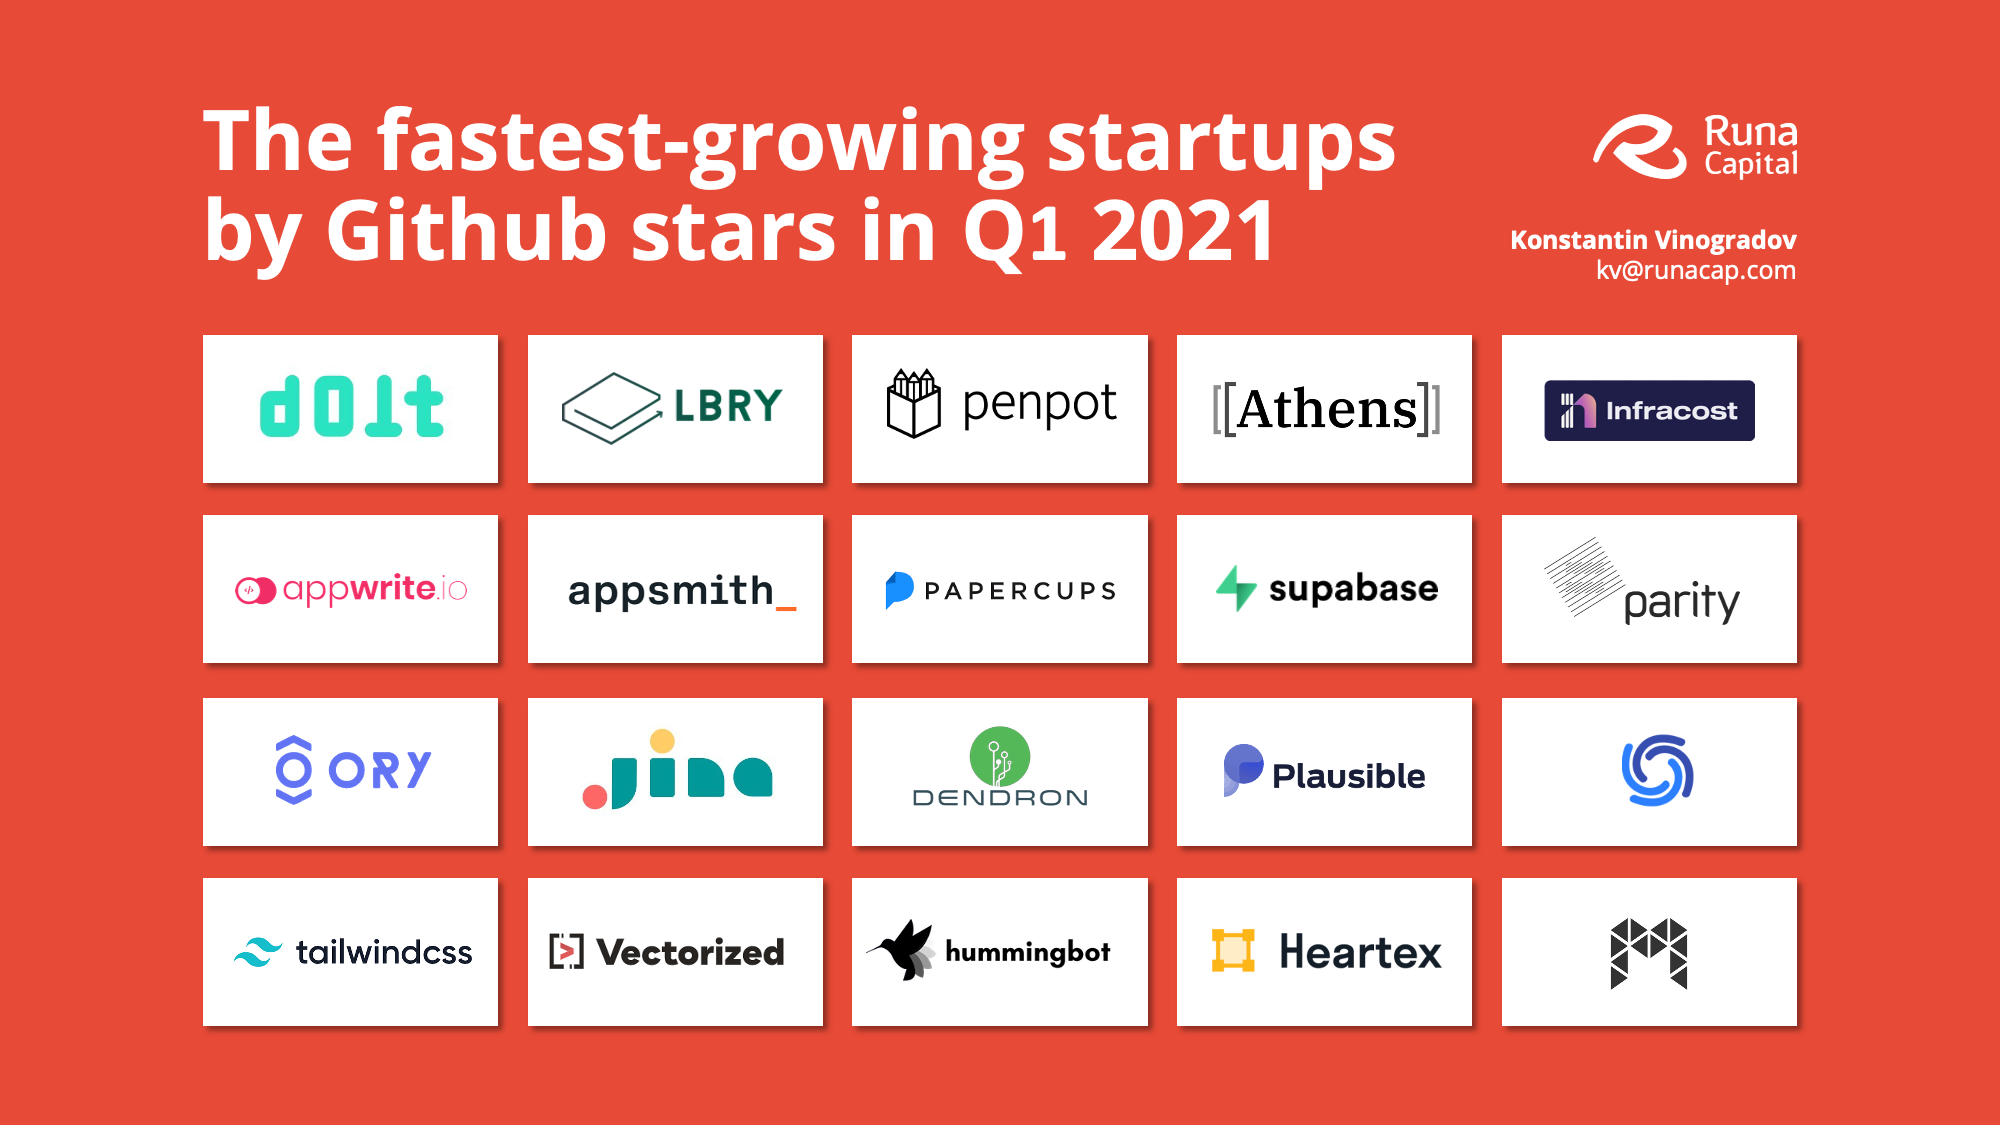 The fastest-growing startups
by Github stars in Q1 2021
Runa
Capital
Konstantin Vinogradov
kv@runacap.com
dolt
LBRY
penpot
[[Athens]]
Infracost
appwrite.io
appsmith_
PAPERCUPS
supabase
parity
ORY
Jina
DENDRON
Plausible
tailwindcss
Vectorized
hummingbot
Heartex